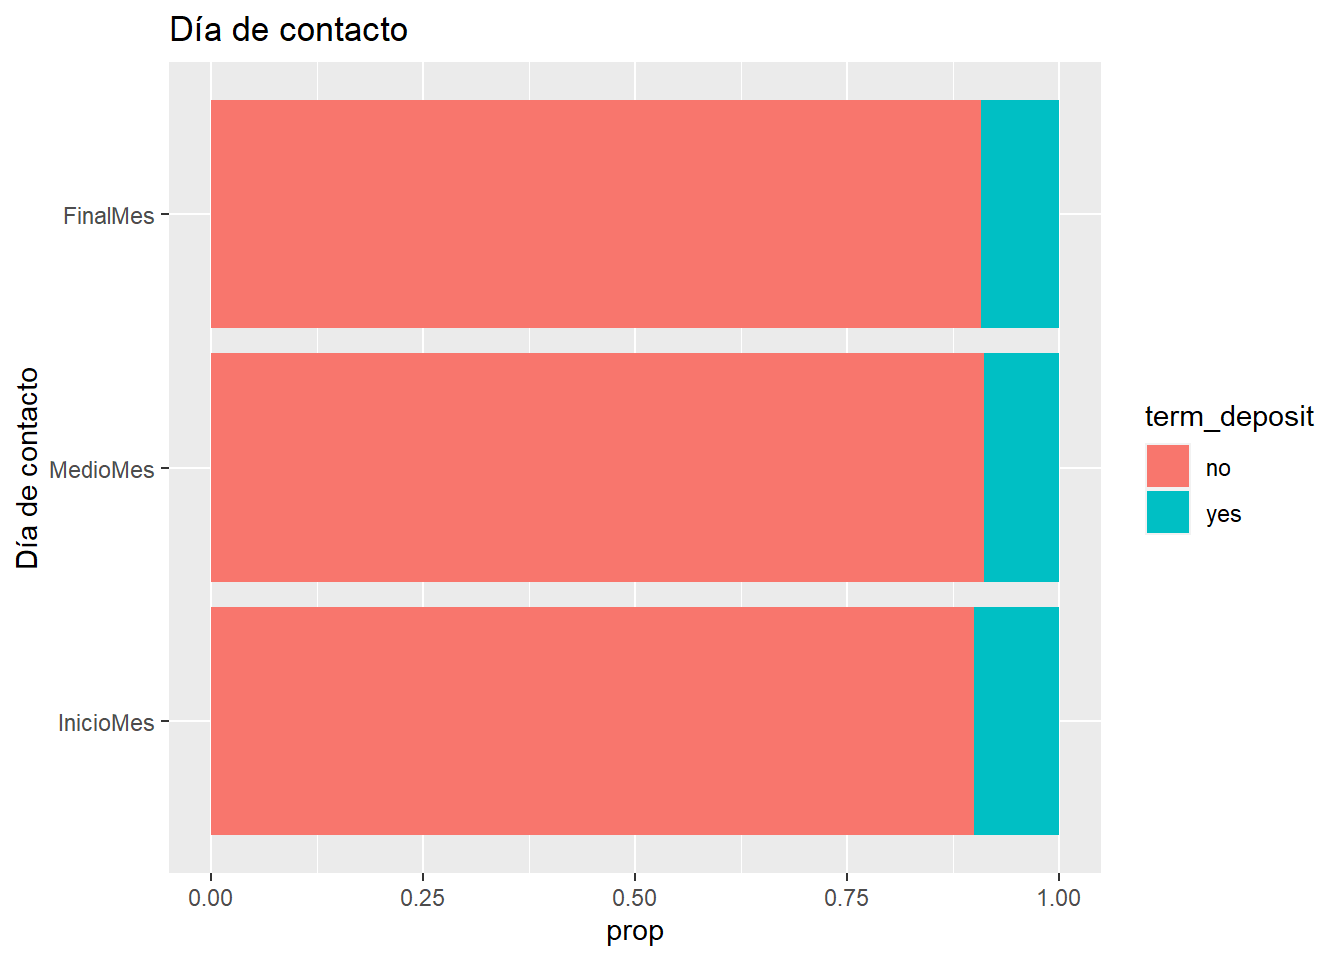 Día de contacto
Día de contacto
FinalMes
MedioMes
InicioMes
0.00
0.25
0.50
0.75
1.00
prop
term_deposit
no
yes